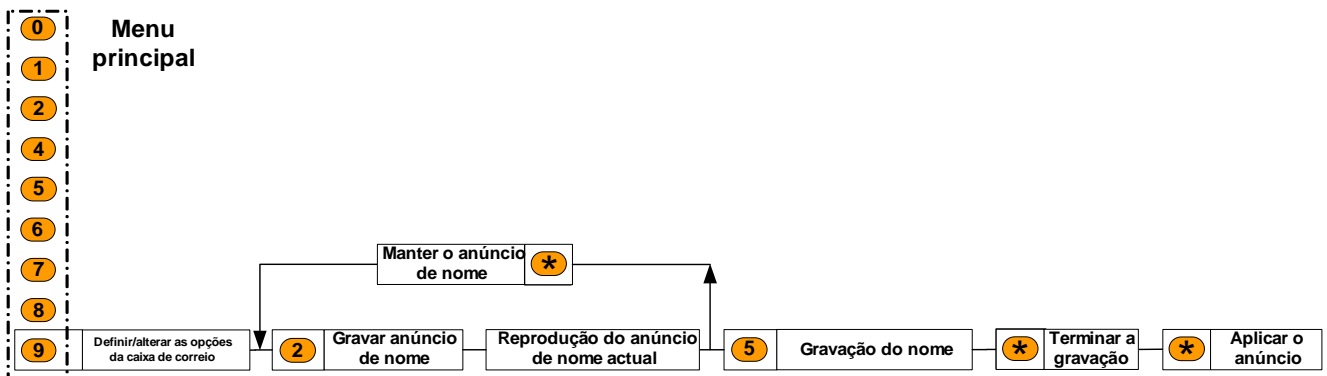 0
Menu
principal
1
2
4
5
6
7
8
Manter o anúncio
de nome
*
9
Definir/alterar as opções
da caixa de correio
2
Gravar anúncio
de nome
Reprodução do anúncio
de nome actual
5
Gravação do nome
*
Terminar a
gravação
*
Aplicar o
anúncio